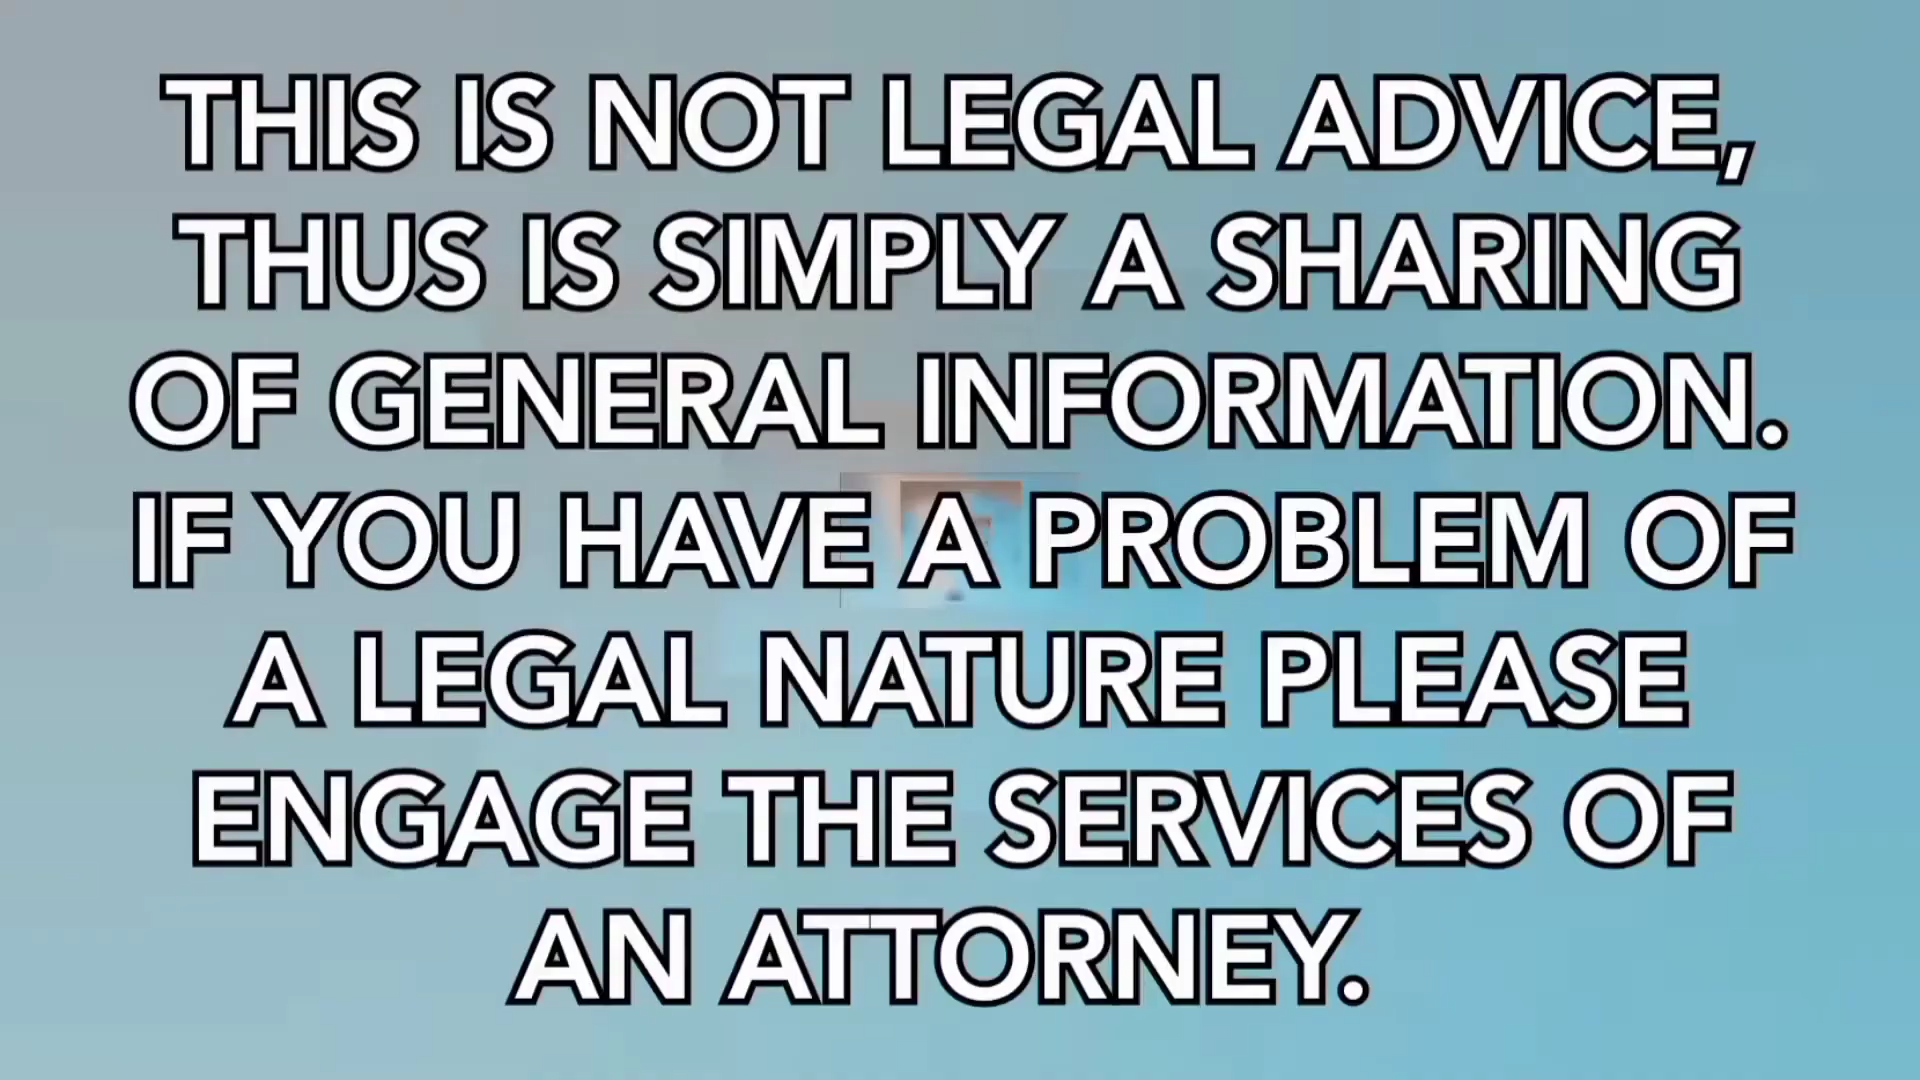 THIS IS NOT LEGAL ADVICE,
THUS IS SIMPLY A SHARING
OF GENERAL INFORMATION.
IF YOU HAVE A PROBLEM OF
A LEGAL NATURE PLEASE
ENGAGE THE SERVICES OF
AN ATTORNEY.